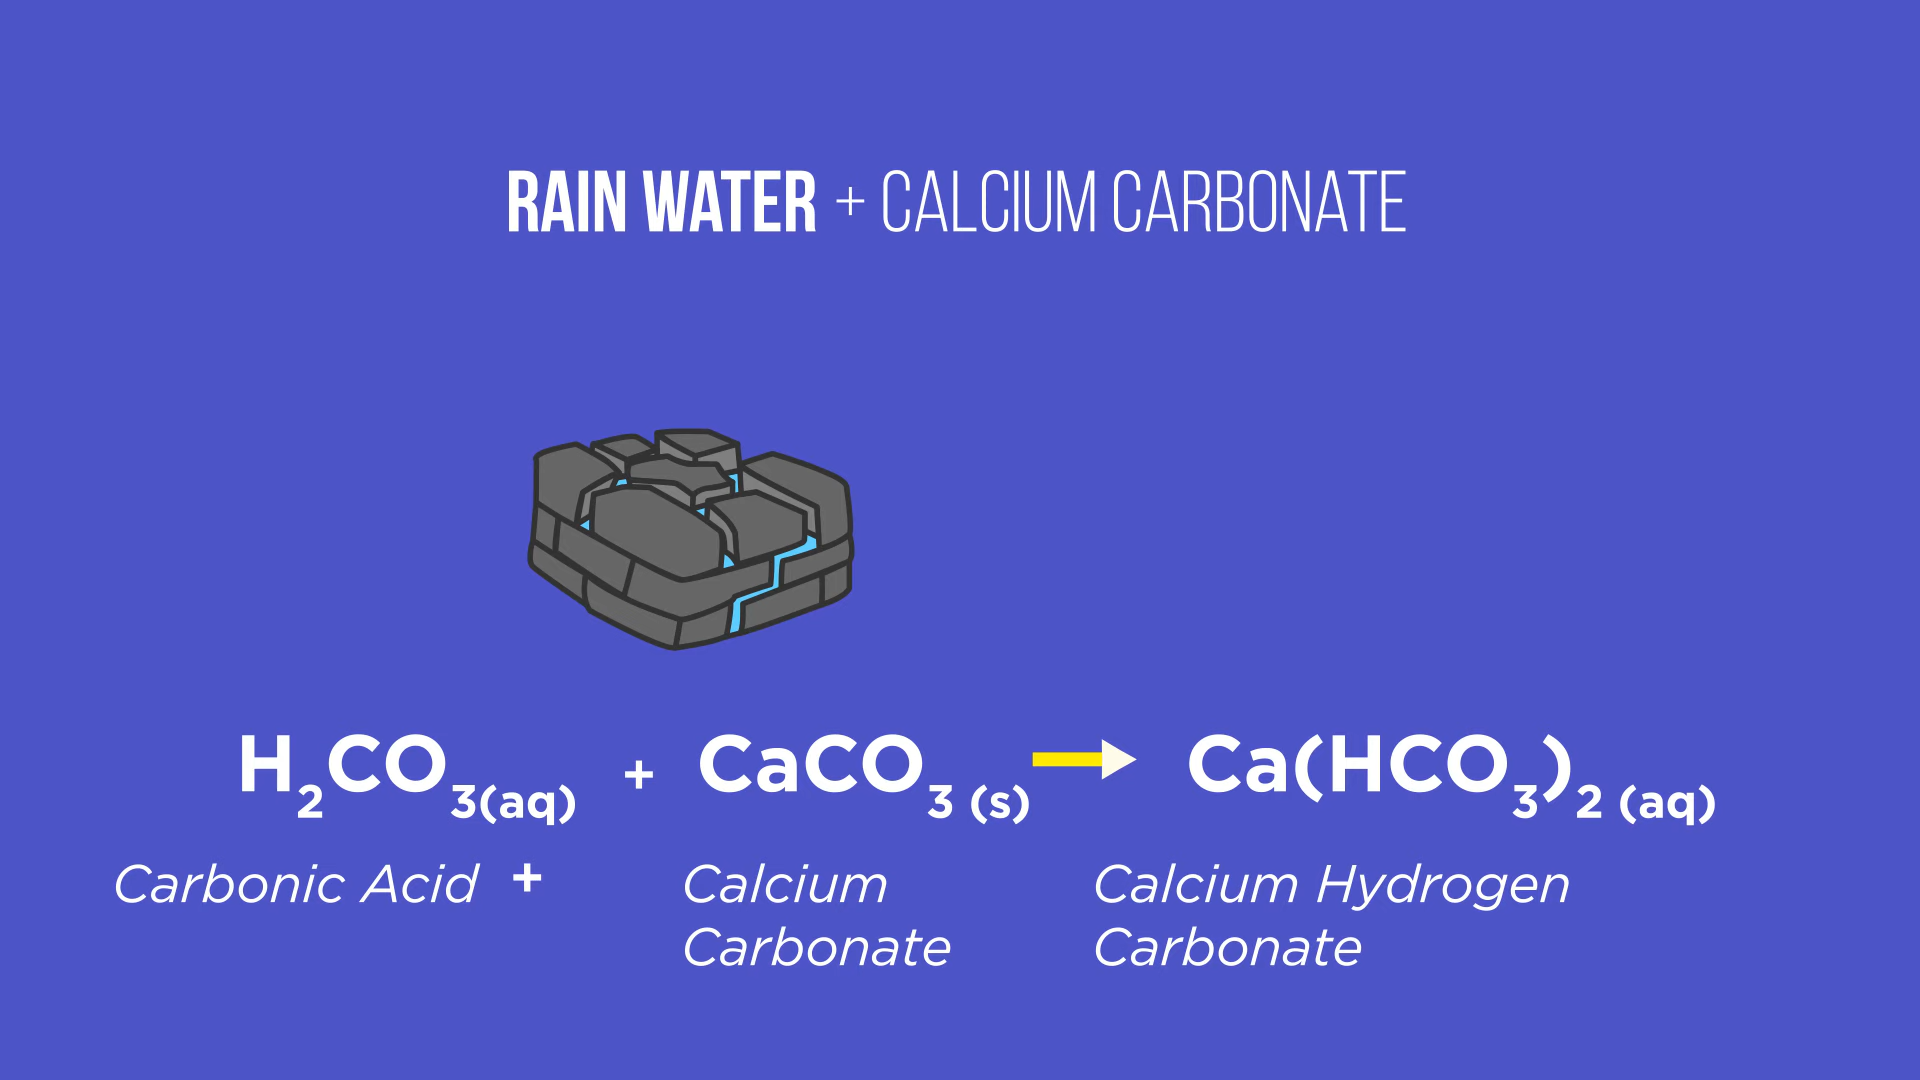 RAIN WATER + CALCIUM CARBONATE
H₂CO₃(aq) + CaCO₃ (s) → Ca(HCO₃)₂ (aq)
Carbonic Acid + Calcium Carbonate Calcium Hydrogen Carbonate